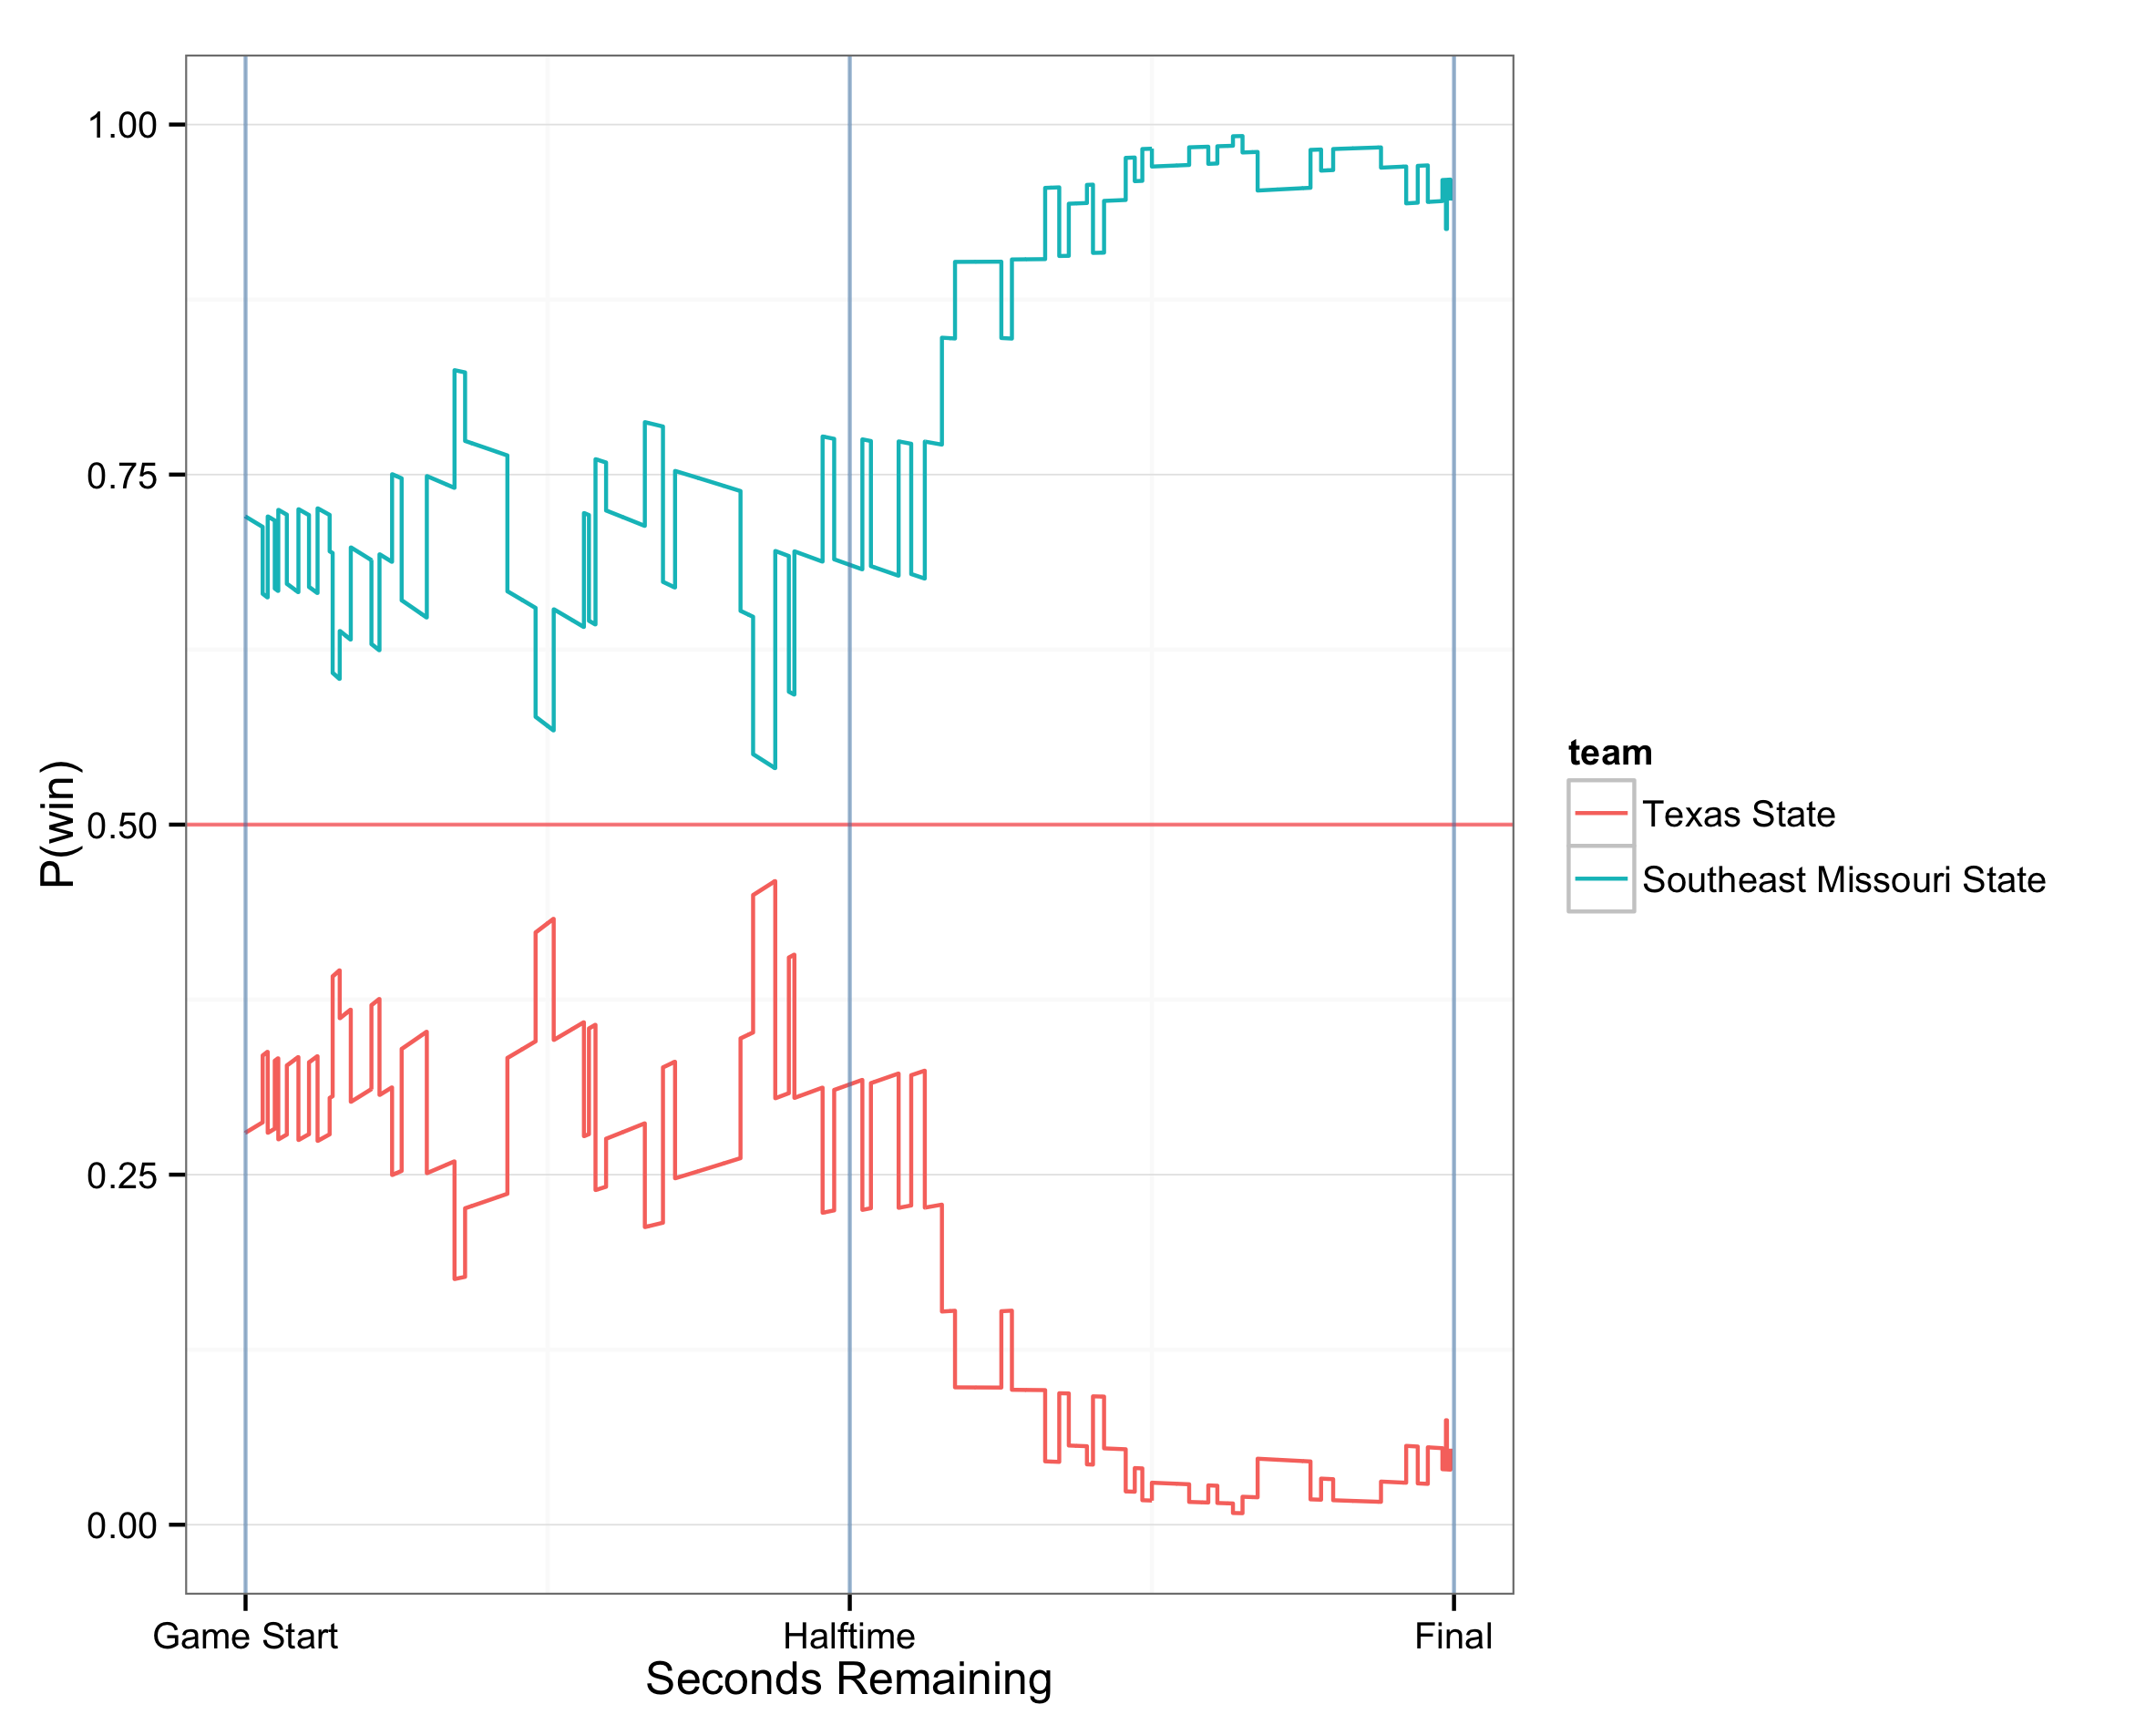 1.00
0.75
0.50
0.25
0.00
P(win)
Game Start
Halftime
Final
Seconds Remaining
team
Texas State
Southeast Missouri State